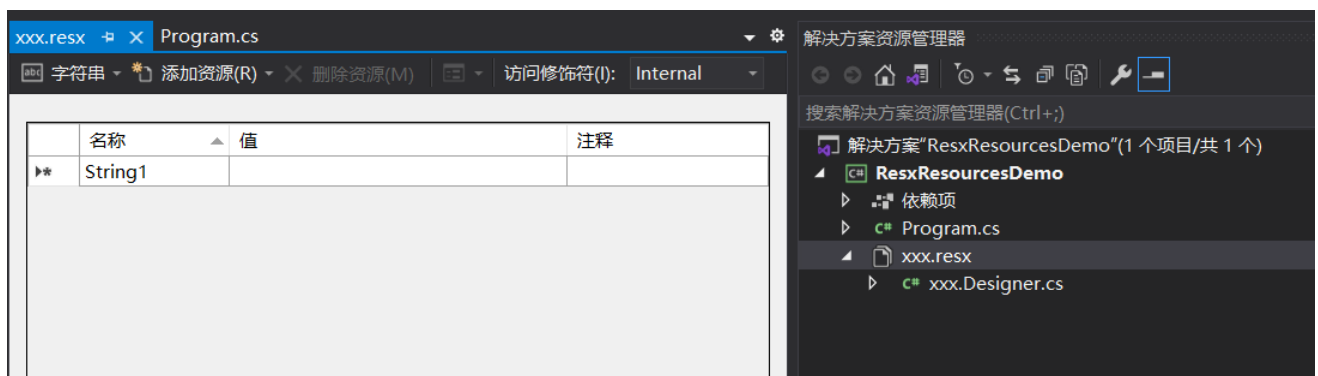 xxx.resx Program.cs
abc 字符串 添加资源(R) 删除资源(M) 访问修饰符(I): Internal
名称 值 注释
String1
解决方案资源管理器
搜索解决方案资源管理器(Ctrl+;)
解决方案"ResxResourcesDemo"(1 个项目/共 1 个)
C# ResxResourcesDemo
依赖项
C# Program.cs
xxx.resx
C# xxx.Designer.cs